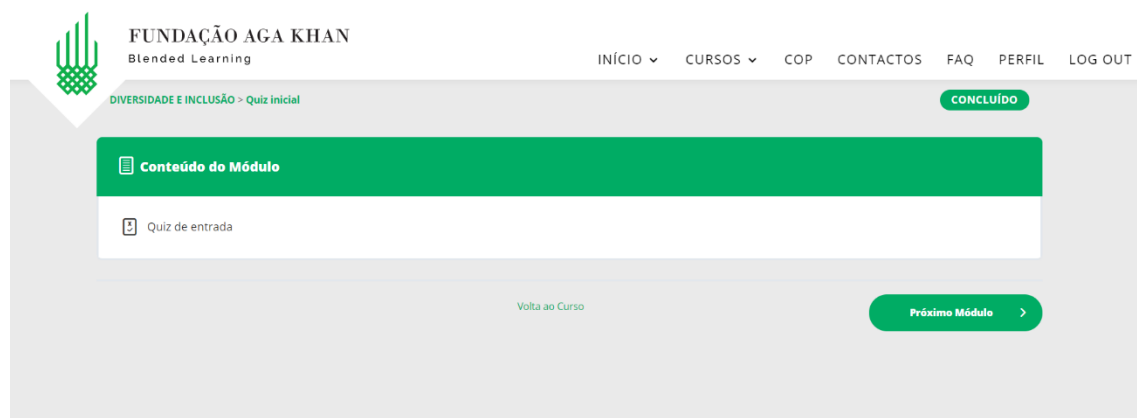 FUNDAÇÃO AGA KHAN
Blended Learning
INÍCIO CURSOS COP CONTACTOS FAQ PERFIL LOG OUT
DIVERSIDADE E INCLUSÃO > Quiz inicial
CONCLUÍDO
Conteúdo do Módulo
Quiz de entrada
Volta ao Curso
Próximo Módulo >